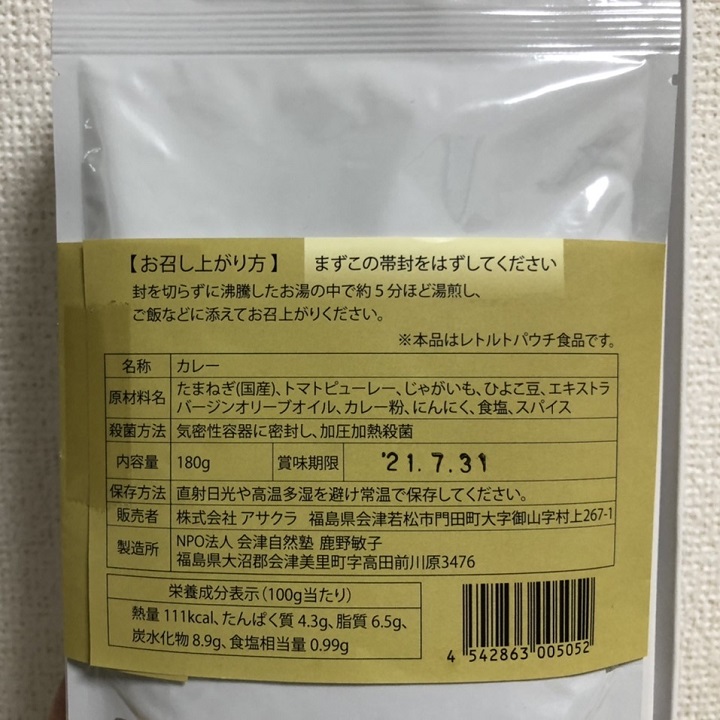 【お召し上がり方】 まずこの帯封をはずしてください
封を切らずに沸騰したお湯の中で約5分ほど湯煎し、
ご飯などに添えてお召上がりください。
※本品はレトルトパウチ食品です。
名称 カレー
原材料名 たまねぎ(国産)、トマトピューレー、じゃがいも、ひよこ豆、エキストラ
バージンオリーブオイル、カレー粉、にんにく、食塩、スパイス
殺菌方法 気密性容器に密封し、加圧加熱殺菌
内容量 180g 賞味期限 '21.7.31
保存方法 直射日光や高温多湿を避け常温で保存してください。
販売者 株式会社 アサクラ 福島県会津若松市門田町大字御山字村上267-1
製造所 NPO法人 会津自然塾 鹿野敏子
福島県大沼郡会津美里町字高田前川原3476
栄養成分表示(100g当たり)
熱量 111kcal、たんぱく質 4.3g、脂質 6.5g、
炭水化物 8.9g、食塩相当量 0.99g
4 542863 005052